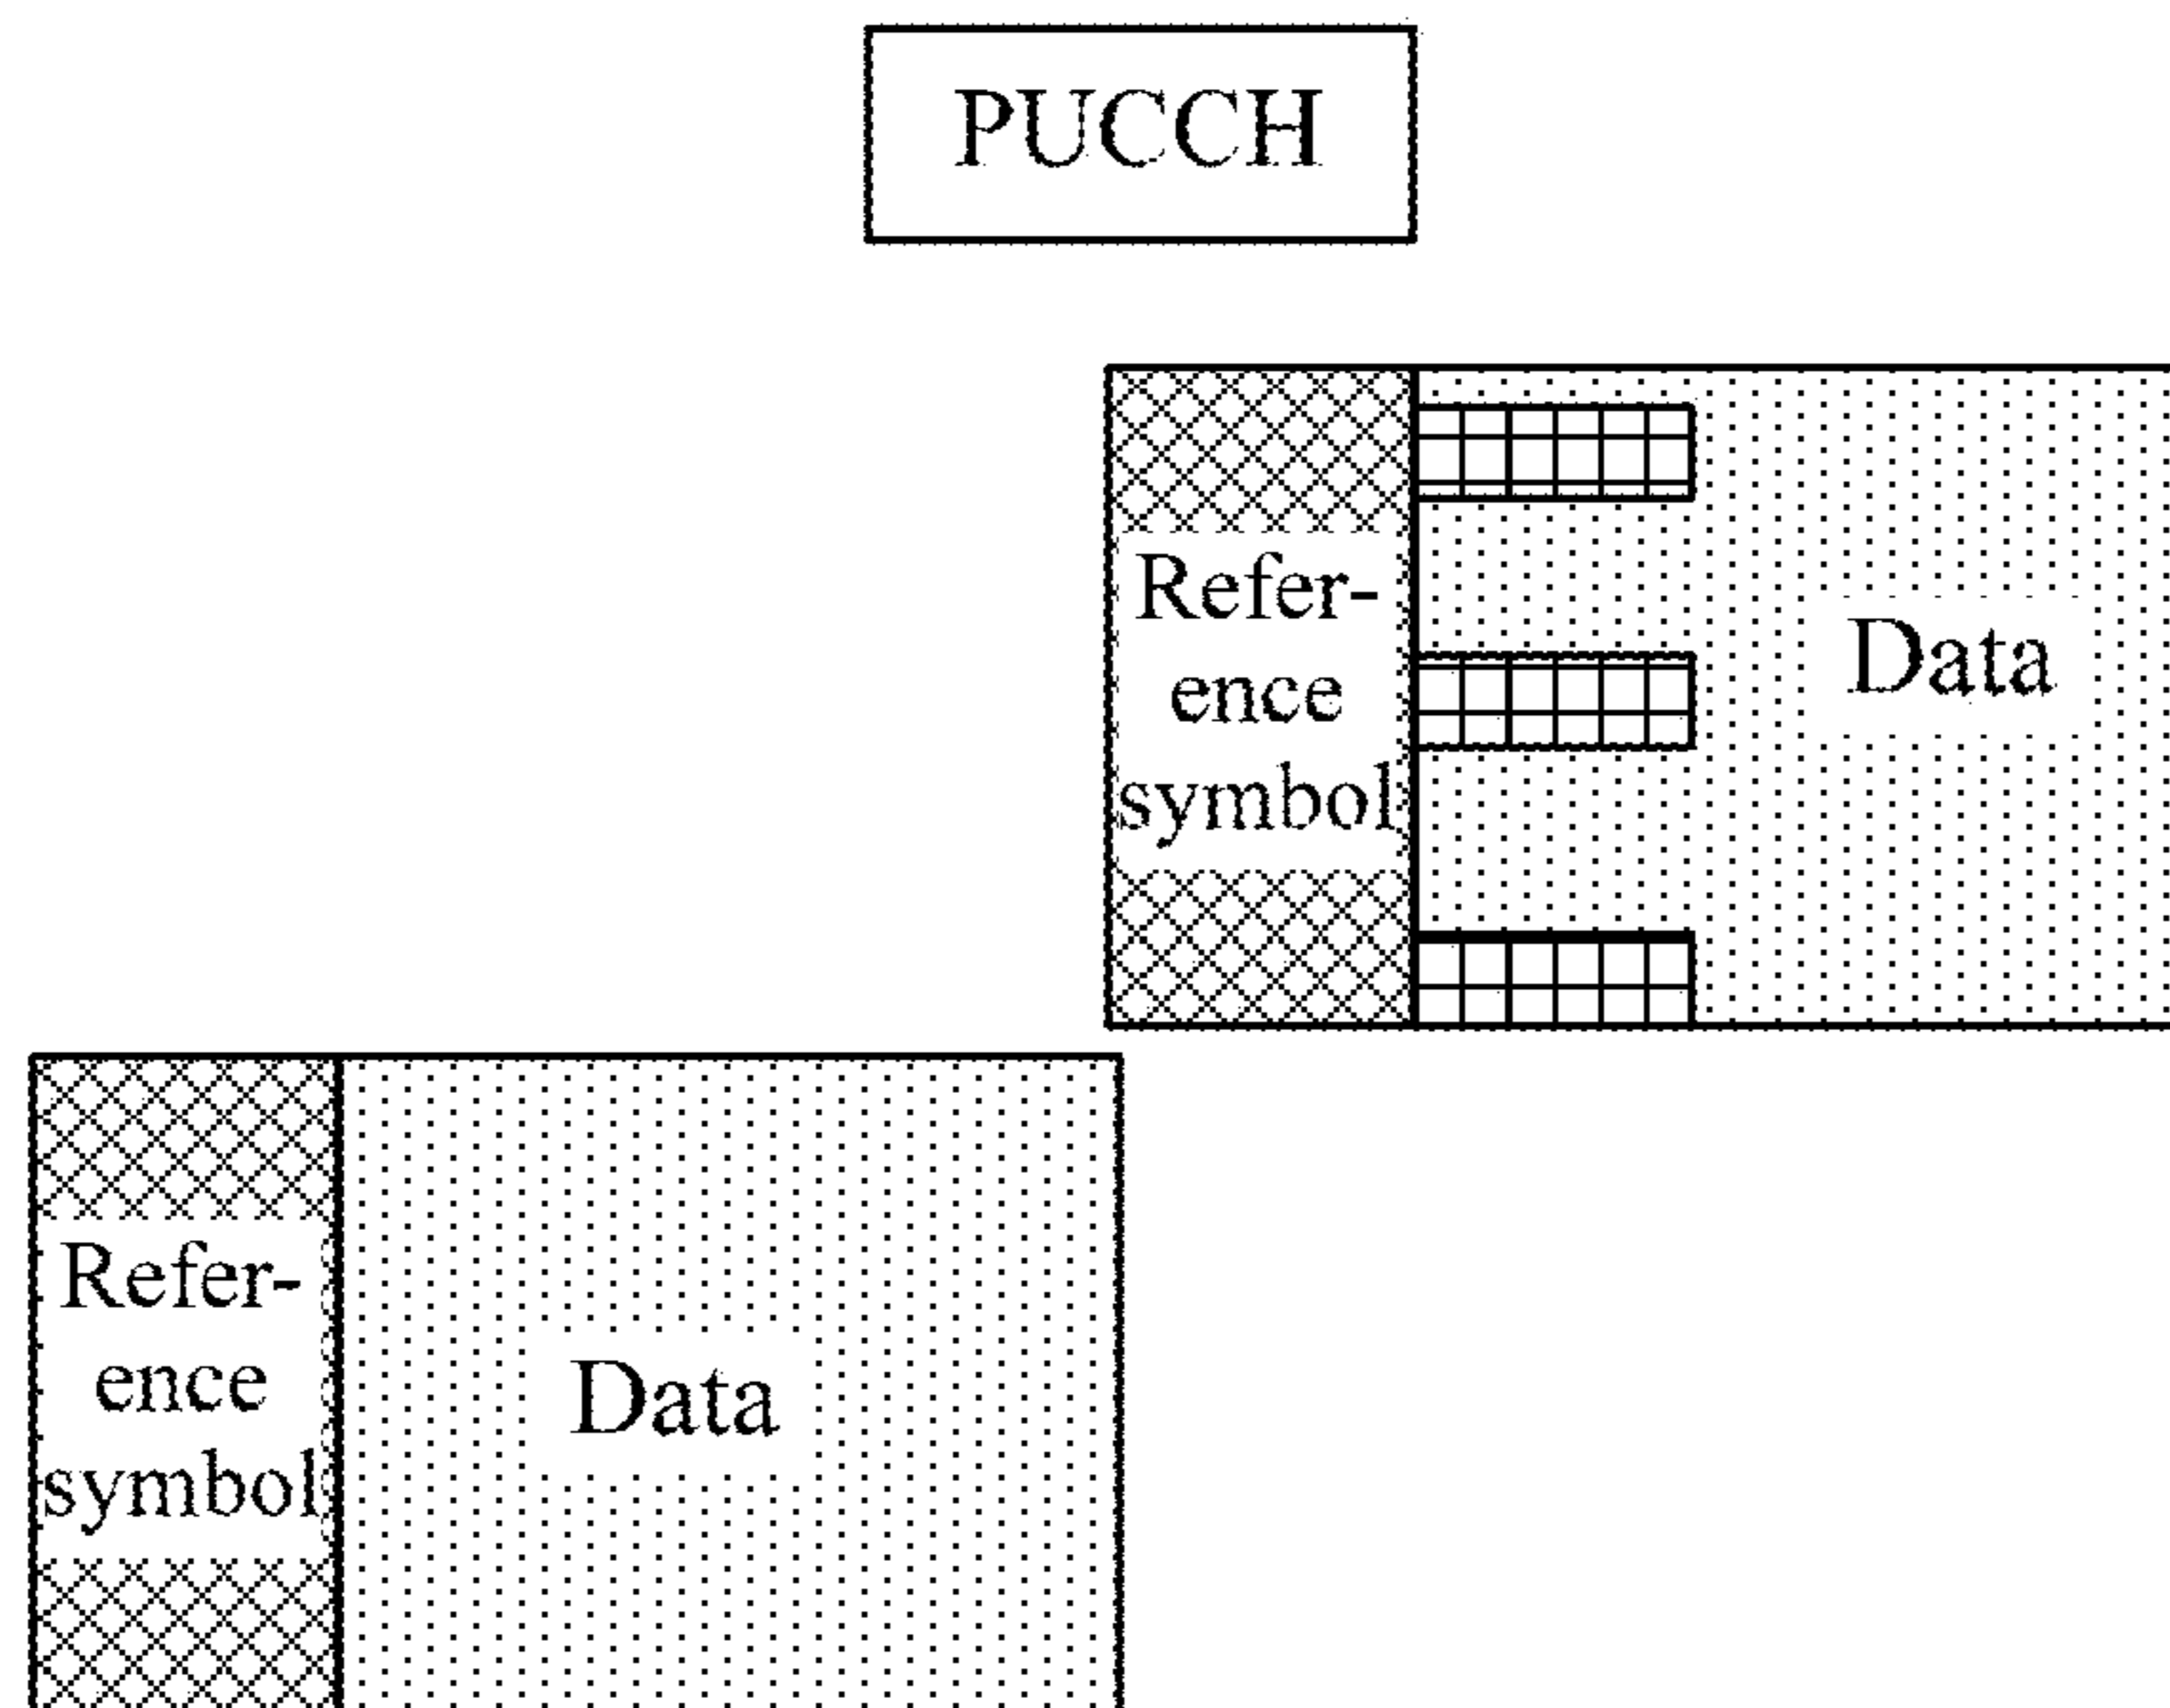 PUCCH
Refer-
ence
symbol
Data
Refer-
ence
symbol
Data